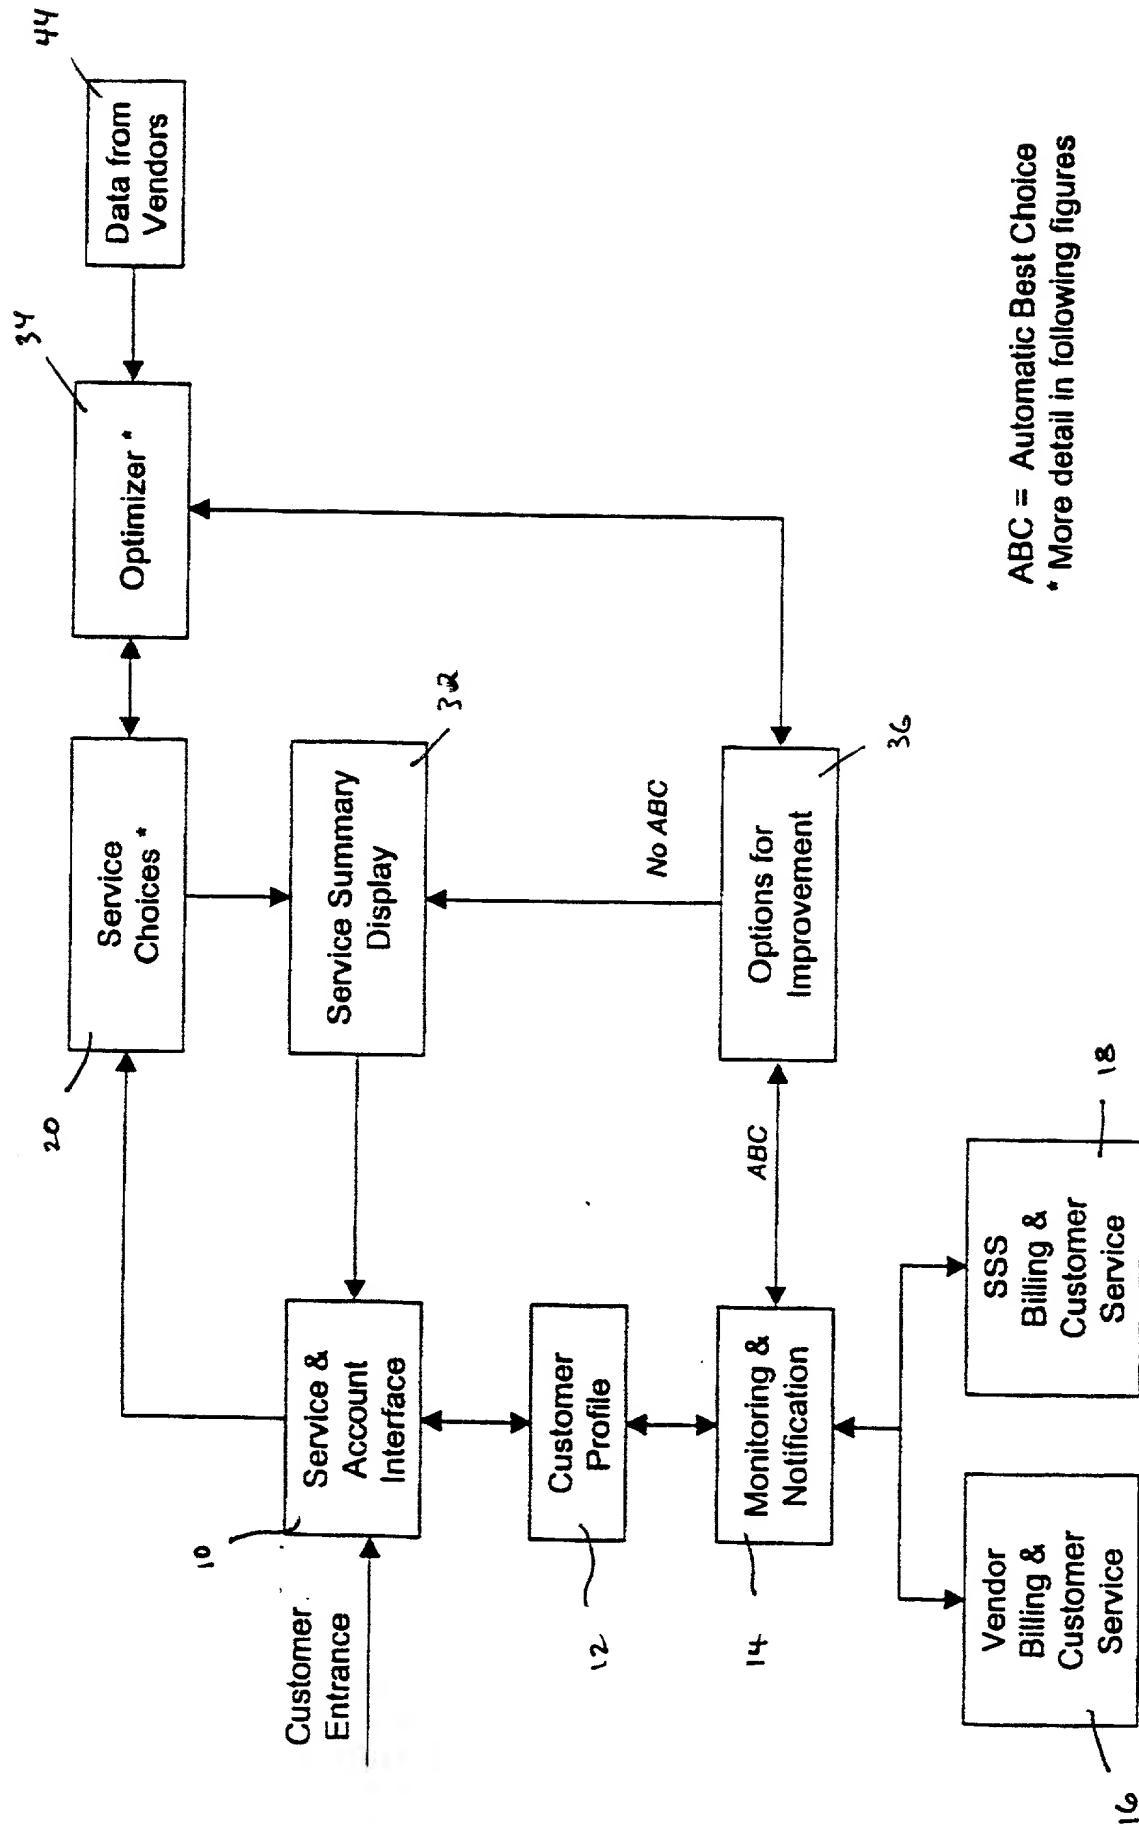 44
Data from
Vendors
34
Optimizer *
20
Service
Choices *
32
Service Summary
Display
No ABC
36
Options for
Improvement
ABC
10
Service &
Account
Interface
Customer
Entrance
12
Customer
Profile
14
Monitoring &
Notification
16
Vendor
Billing &
Customer
Service
18
SSS
Billing &
Customer
Service
ABC = Automatic Best Choice
* More detail in following figures